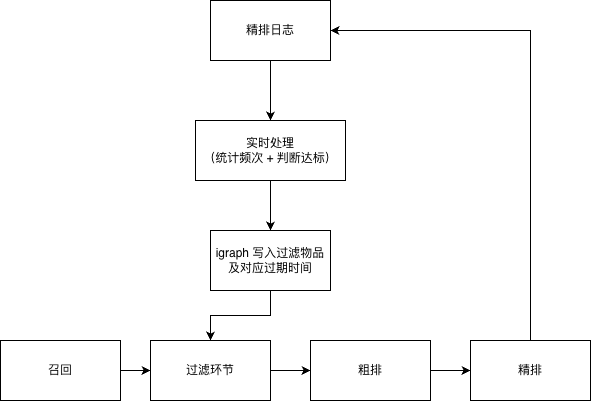 精排日志
实时处理
（统计频次 + 判断达标）
igraph 写入过滤物品
及对应过期时间
召回
过滤环节
粗排
精排